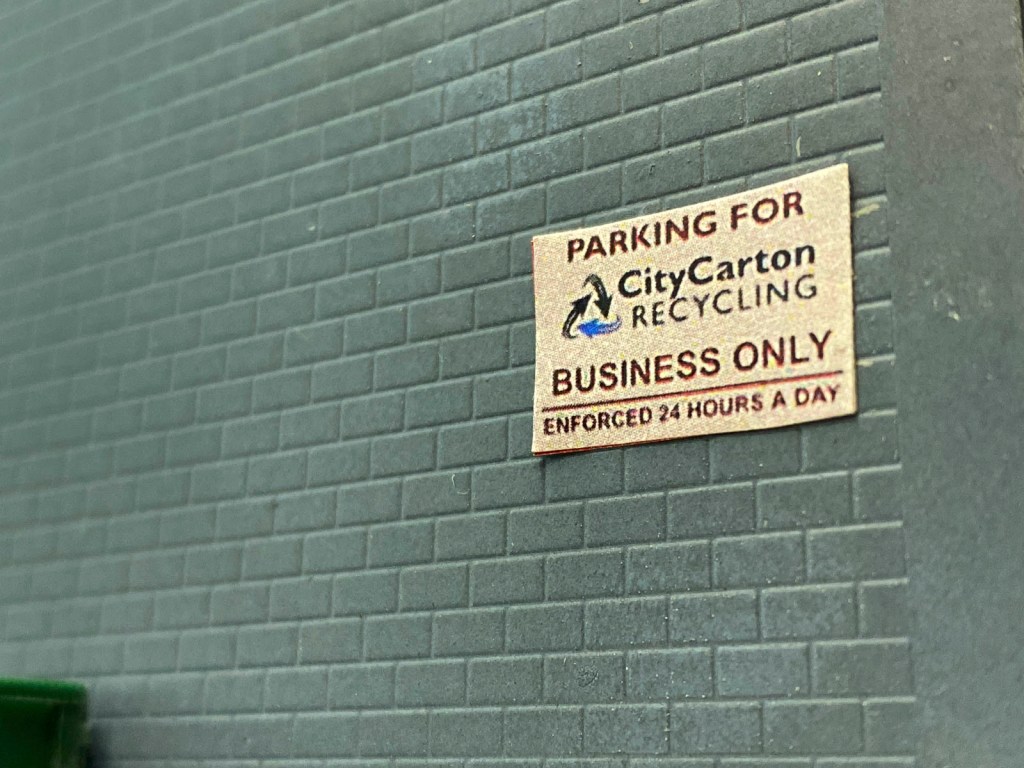 PARKING FOR
CityCarton
RECYCLING
BUSINESS ONLY
ENFORCED 24 HOURS A DAY